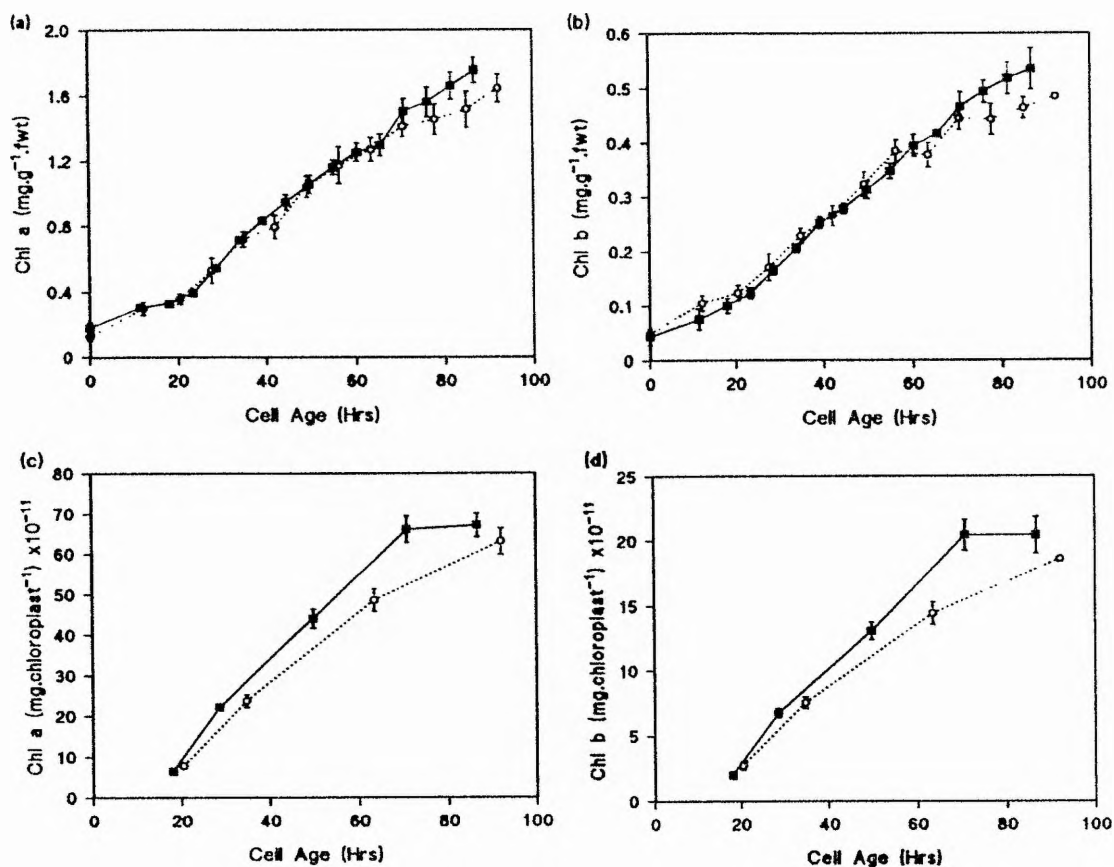 (a)
Chl a (mg.g⁻¹.fwt)
2.0
1.6
1.2
0.8
0.4
0
0 20 40 60 80 100
Cell Age (Hrs)
(b)
Chl b (mg.g⁻¹.fwt)
0.6
0.5
0.4
0.3
0.2
0.1
0
0 20 40 60 80 100
Cell Age (Hrs)
(c)
Chl a (mg.chloroplast⁻¹) x10⁻¹¹
80
70
60
50
40
30
20
10
0
0 20 40 60 80 100
Cell Age (Hrs)
(d)
Chl b (mg.chloroplast⁻¹) x10⁻¹¹
25
20
15
10
5
0
0 20 40 60 80 100
Cell Age (Hrs)